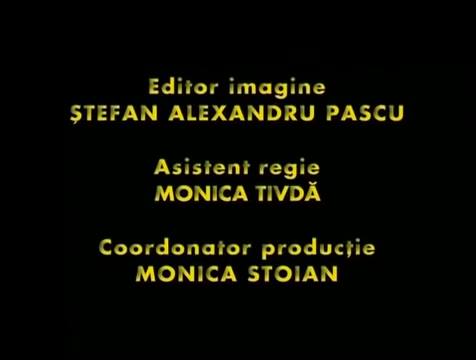 Editor imagine
ȘTEFAN ALEXANDRU PASCU
Asistent regie
MONICA TIVDĂ
Coordonator producție
MONICA STOIAN